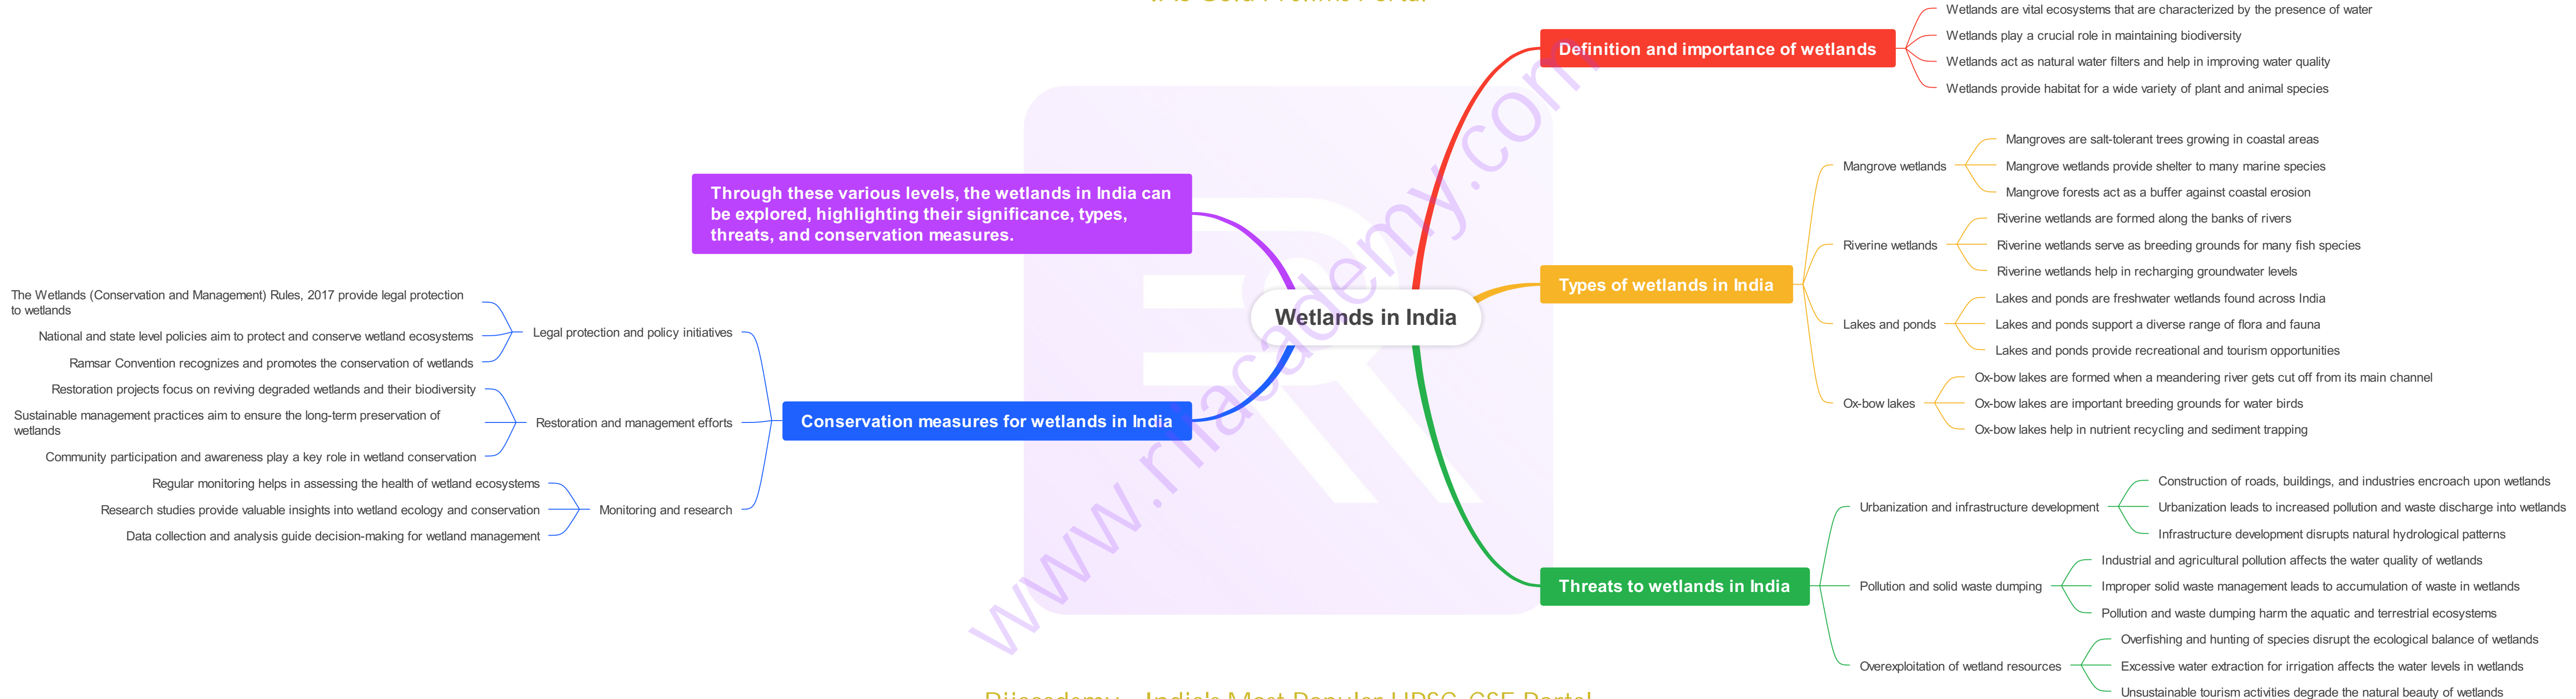 Wetlands in India
Definition and importance of wetlands
Wetlands are vital ecosystems that are characterized by the presence of water
Wetlands play a crucial role in maintaining biodiversity
Wetlands act as natural water filters and help in improving water quality
Wetlands provide habitat for a wide variety of plant and animal species
Types of wetlands in India
Mangrove wetlands
Mangroves are salt-tolerant trees growing in coastal areas
Mangrove wetlands provide shelter to many marine species
Mangrove forests act as a buffer against coastal erosion
Riverine wetlands
Riverine wetlands are formed along the banks of rivers
Riverine wetlands serve as breeding grounds for many fish species
Riverine wetlands help in recharging groundwater levels
Lakes and ponds
Lakes and ponds are freshwater wetlands found across India
Lakes and ponds support a diverse range of flora and fauna
Lakes and ponds provide recreational and tourism opportunities
Ox-bow lakes
Ox-bow lakes are formed when a meandering river gets cut off from its main channel
Ox-bow lakes are important breeding grounds for water birds
Ox-bow lakes help in nutrient recycling and sediment trapping
Threats to wetlands in India
Urbanization and infrastructure development
Construction of roads, buildings, and industries encroach upon wetlands
Urbanization leads to increased pollution and waste discharge into wetlands
Infrastructure development disrupts natural hydrological patterns
Pollution and solid waste dumping
Industrial and agricultural pollution affects the water quality of wetlands
Improper solid waste management leads to accumulation of waste in wetlands
Pollution and waste dumping harm the aquatic and terrestrial ecosystems
Overexploitation of wetland resources
Overfishing and hunting of species disrupt the ecological balance of wetlands
Excessive water extraction for irrigation affects the water levels in wetlands
Unsustainable tourism activities degrade the natural beauty of wetlands
Through these various levels, the wetlands in India can
be explored, highlighting their significance, types,
threats, and conservation measures.
Conservation measures for wetlands in India
Legal protection and policy initiatives
The Wetlands (Conservation and Management) Rules, 2017 provide legal protection
to wetlands
National and state level policies aim to protect and conserve wetland ecosystems
Ramsar Convention recognizes and promotes the conservation of wetlands
Restoration and management efforts
Restoration projects focus on reviving degraded wetlands and their biodiversity
Sustainable management practices aim to ensure the long-term preservation of
wetlands
Community participation and awareness play a key role in wetland conservation
Monitoring and research
Regular monitoring helps in assessing the health of wetland ecosystems
Research studies provide valuable insights into wetland ecology and conservation
Data collection and analysis guide decision-making for wetland management
www.rijacademy.com
India's Most Popular UPSC-CSE Portal